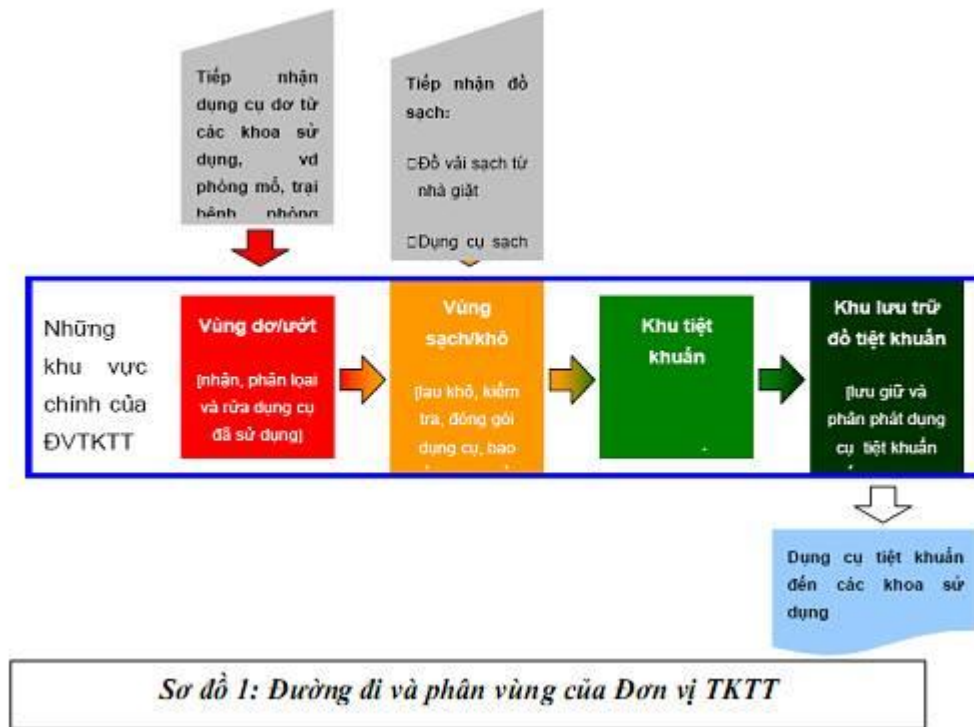 Tiếp nhận
dụng cụ dơ từ
các khoa sử
dụng, vd
phòng mổ, trại
bệnh phòng
Tiếp nhận đồ
sạch:
□Đồ vải sạch từ
nhà giặt
□Dụng cụ sạch
Những
khu vực
chính của
ĐVTKTT
Vùng dơ/ướt
[nhận, phân lọai
và rửa dụng cụ
đã sử dụng]
Vùng
sạch/khô
[lau khô, kiểm
tra, đóng gói
dụng cụ, bao
Khu tiệt
khuẩn
Khu lưu trữ
đồ tiệt khuẩn
[lưu giữ và
phân phát dụng
cụ tiệt khuẩn
Dụng cụ tiệt khuẩn
đến các khoa sử
dụng
Sơ đồ 1: Đường đi và phân vùng của Đơn vị TKTT